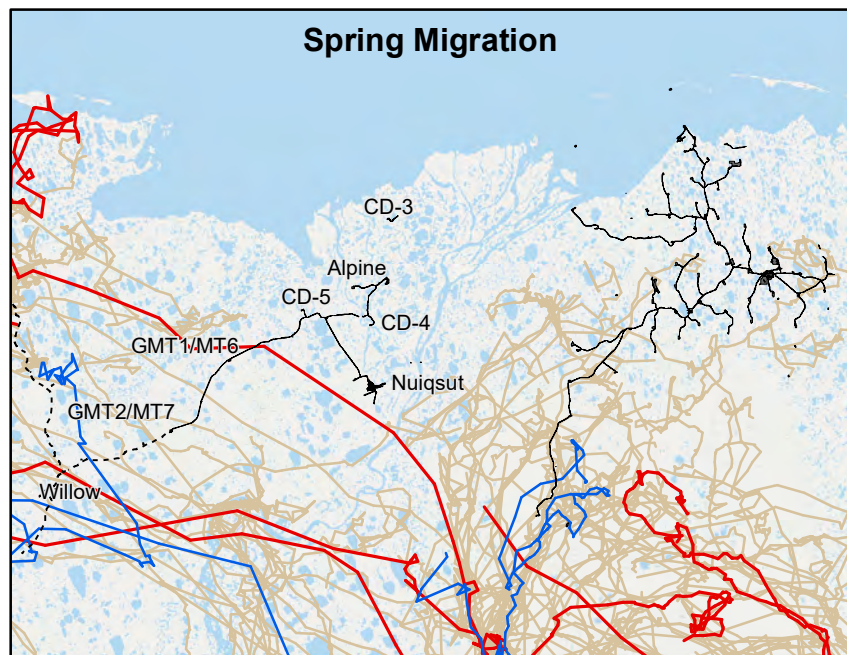 Spring Migration
CD-3
Alpine
CD-5
CD-4
GMT1/MT6
Nuiqsut
GMT2/MT7
Willow